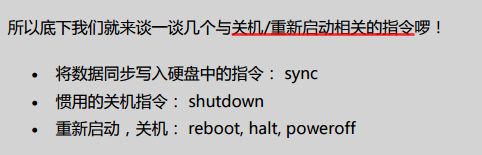 所以底下我们就来谈一谈几个与关机/重新启动相关的指令啰！
• 将数据同步写入硬盘中的指令： sync
• 惯用的关机指令： shutdown
• 重新启动，关机： reboot, halt, poweroff